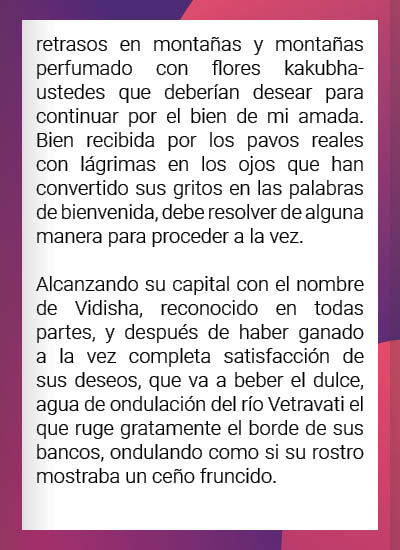 retrasos en montañas y montañas
perfumado con flores kakubha-
ustedes que deberían desear para
continuar por el bien de mi amada.
Bien recibida por los pavos reales
con lágrimas en los ojos que han
convertido sus gritos en las palabras
de bienvenida, debe resolver de alguna
manera para proceder a la vez.

Alcanzando su capital con el nombre
de Vidisha, reconocido en todas
partes, y después de haber ganado
a la vez completa satisfacción de
sus deseos, que va a beber el dulce,
agua de ondulación del río Vetravati el
que ruge gratamente el borde de sus
bancos, ondulando como si su rostro
mostraba un ceño fruncido.